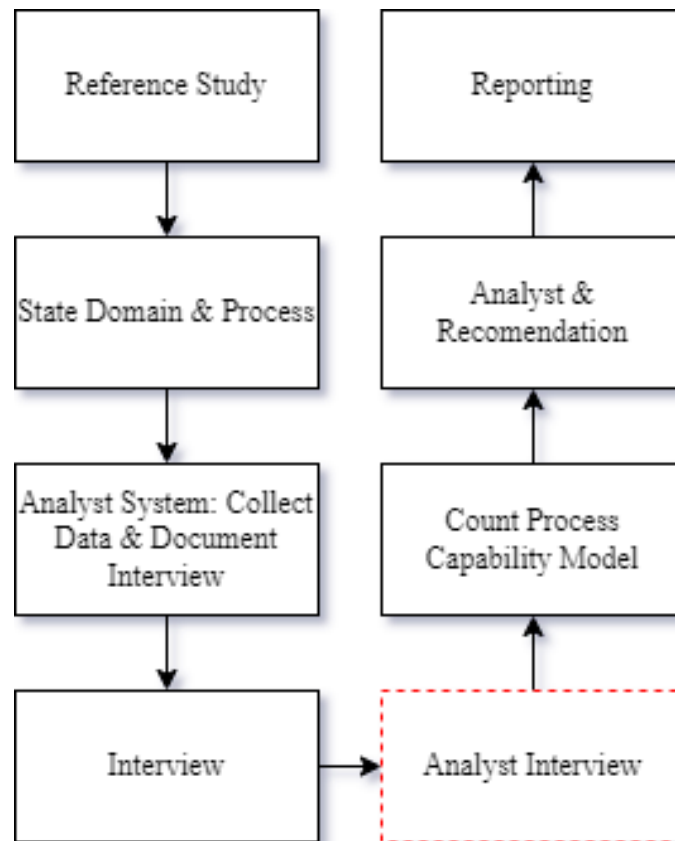 Reference Study
State Domain & Process
Analyst System: Collect
Data & Document
Interview
Interview
Analyst Interview
Count Process
Capability Model
Analyst &
Recomendation
Reporting